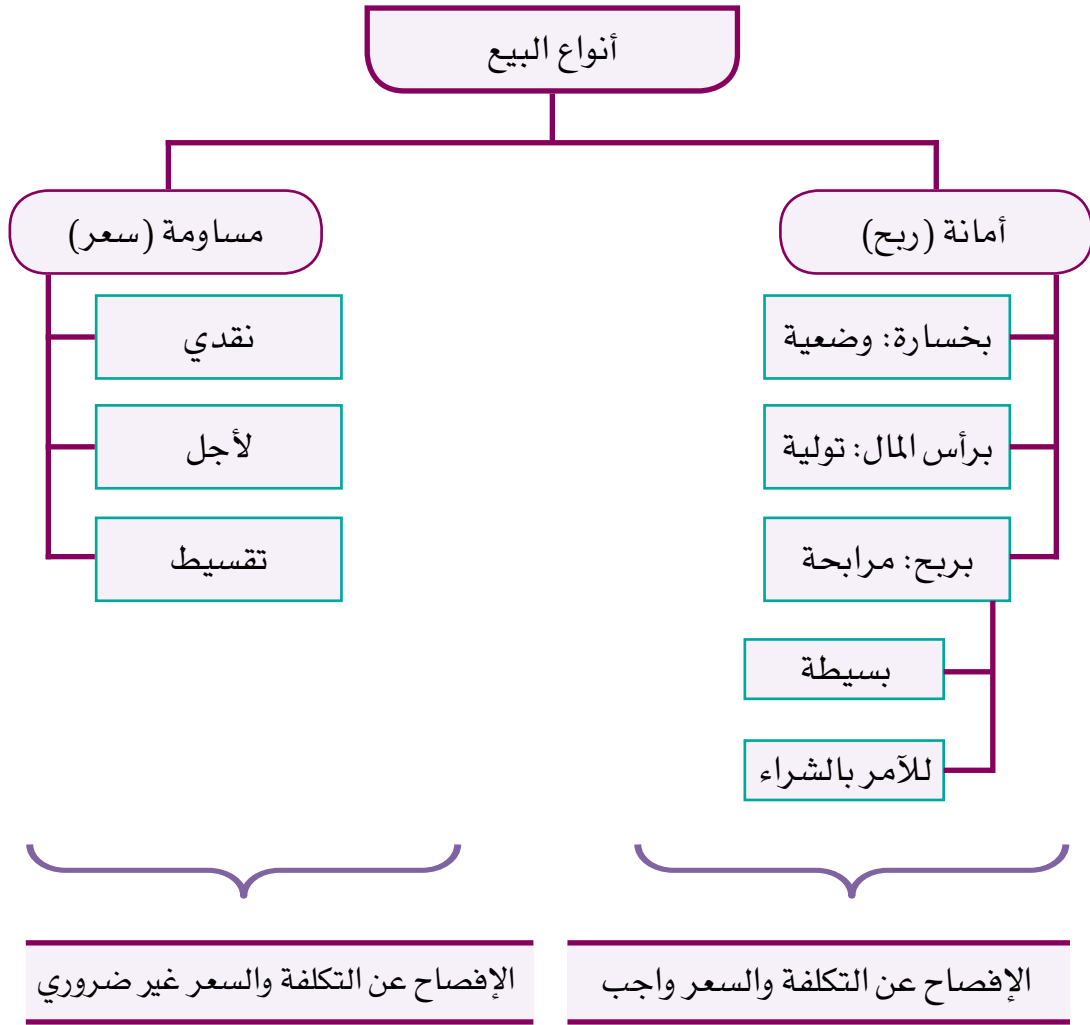 أنواع البيع
أمانة (ربح)
بخسارة: وضعية
برأس المال: تولية
بربح: مرابحة
بسيطة
للآمر بالشراء
الإفصاح عن التكلفة والسعر واجب
مساومة (سعر)
نقدي
لأجل
تقسيط
الإفصاح عن التكلفة والسعر غير ضروري